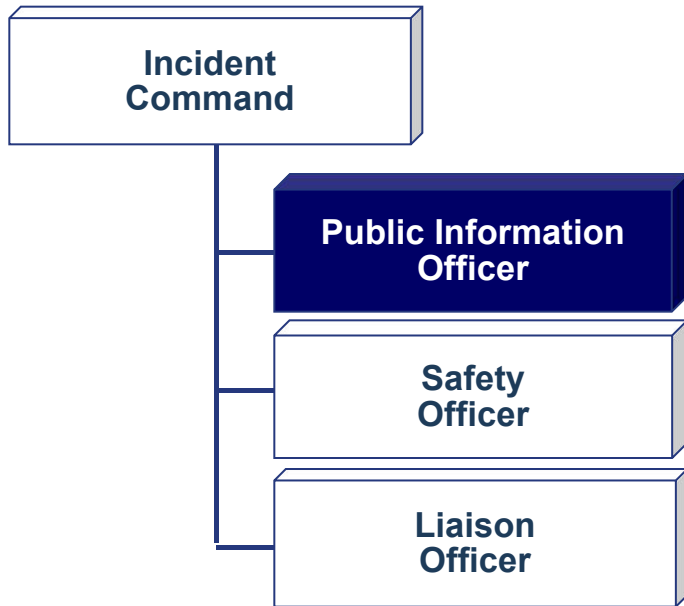 Incident
Command
Public Information
Officer
Safety
Officer
Liaison
Officer